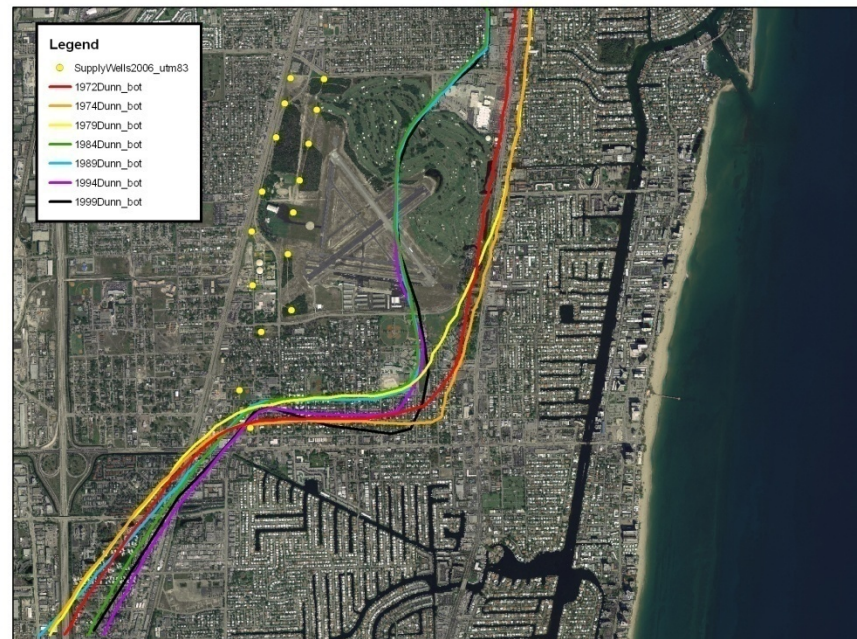 Legend
SupplyWells2006_utm83
1972Dunn_bot
1974Dunn_bot
1979Dunn_bot
1984Dunn_bot
1989Dunn_bot
1994Dunn_bot
1999Dunn_bot